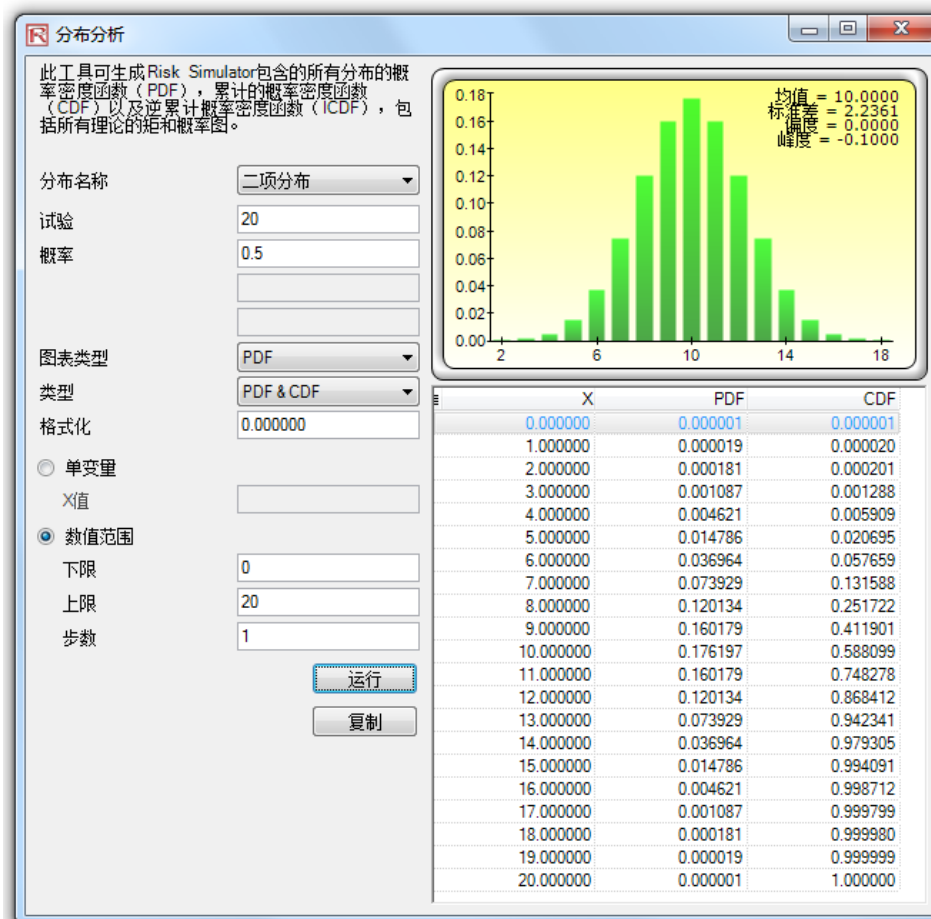 分布分析
此工具可生成Risk Simulator包含的所有分布的概
率密度函数（PDF），累计的概率密度函数
（CDF）以及逆累计概率密度函数（ICDF），包
括所有理论的矩和概率图。
分布名称
二项分布
试验
20
概率
0.5
图表类型
PDF
类型
PDF & CDF
格式化
0.000000
单变量
X值
数值范围
下限
0
上限
20
步数
1
运行
复制
均值 = 10.0000
标准差 = 2.2361
偏度 = 0.0000
峰度 = -0.1000
0.18
0.16
0.14
0.12
0.10
0.08
0.06
0.04
0.02
0.00
2 6 10 14 18
X PDF CDF
0.000000 0.000001 0.000001
1.000000 0.000019 0.000020
2.000000 0.000181 0.000201
3.000000 0.001087 0.001288
4.000000 0.004621 0.005909
5.000000 0.014786 0.020695
6.000000 0.036964 0.057659
7.000000 0.073929 0.131588
8.000000 0.120134 0.251722
9.000000 0.160179 0.411901
10.000000 0.176197 0.588099
11.000000 0.160179 0.748278
12.000000 0.120134 0.868412
13.000000 0.073929 0.942341
14.000000 0.036964 0.979305
15.000000 0.014786 0.994091
16.000000 0.004621 0.998712
17.000000 0.001087 0.999799
18.000000 0.000181 0.999980
19.000000 0.000019 0.999999
20.000000 0.000001 1.000000